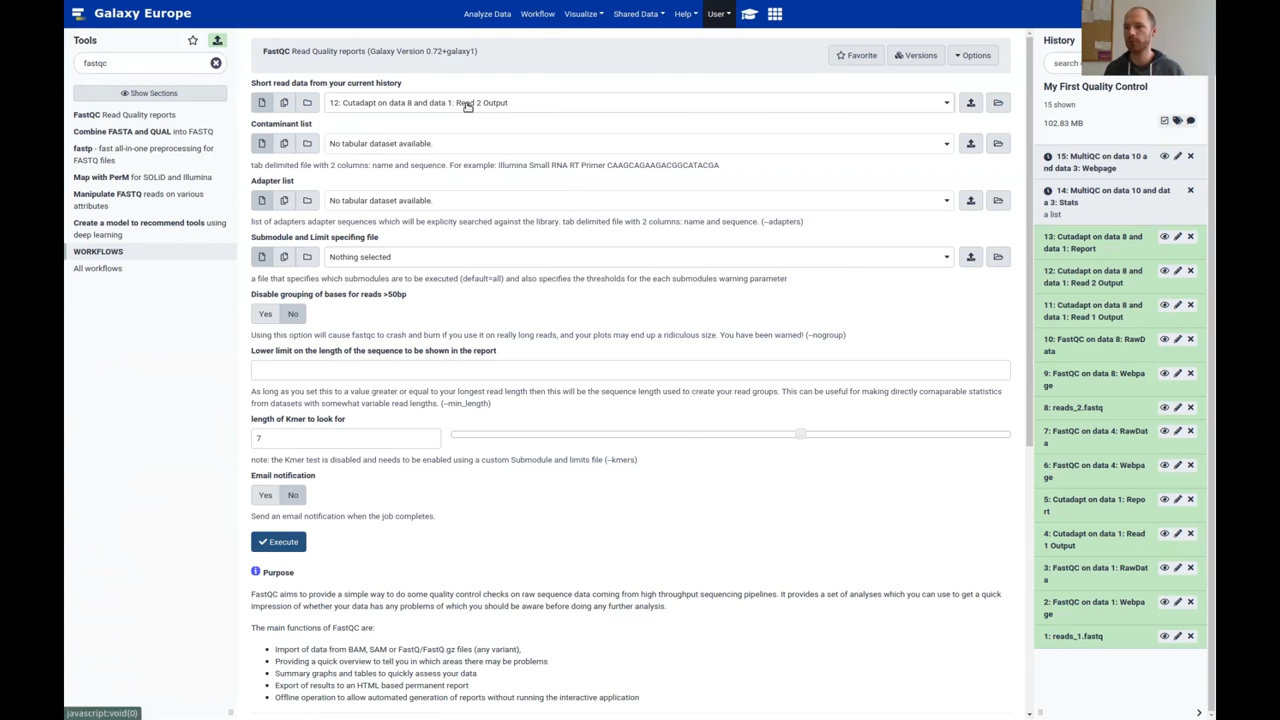 Galaxy Europe
Analyze Data Workflow Visualize Shared Data Help User
Tools
fastqc
Show Sections
FastQC Read Quality reports
Combine FASTA and QUAL into FASTQ
fastp - fast all-in-one preprocessing for
FASTQ files
Map with PerM for SOLiD and Illumina
Manipulate FASTQ reads on various
attributes
Create a model to recommend tools using
deep learning
WORKFLOWS
All workflows
javascript:void(0)
FastQC Read Quality reports (Galaxy Version 0.72+galaxy1)
Favorite Versions Options
Short read data from your current history
12: Cutadapt on data 8 and data 1: Read 2 Output
Contaminant list
No tabular dataset available.
tab delimited file with 2 columns: name and sequence. For example: Illumina Small RNA RT Primer CAAGCAGAAGACGGCATACGA
Adapter list
No tabular dataset available.
list of adapters adapter sequences which will be explicity searched against the library. tab delimited file with 2 columns: name and sequence. (--adapters)
Submodule and Limit specifing file
Nothing selected
a file that specifies which submodules are to be executed (default=all) and also specifies the thresholds for the each submodules warning parameter
Disable grouping of bases for reads >50bp
Yes No
Using this option will cause fastqc to crash and burn if you use it on really long reads, and your plots may end up a ridiculous size. You have been warned! (--nogroup)
Lower limit on the length of the sequence to be shown in the report
As long as you set this to a value greater or equal to your longest read length then this will be the sequence length used to create your read groups. This can be useful for making directly comaparable statistics
from datasets with somewhat variable read lengths. (--min_length)
length of Kmer to look for
7
note: the Kmer test is disabled and needs to be enabled using a custom Submodule and limits file (--kmers)
Email notification
Yes No
Send an email notification when the job completes.
Execute
Purpose
FastQC aims to provide a simple way to do some quality control checks on raw sequence data coming from high throughput sequencing pipelines. It provides a set of analyses which you can use to get a quick
impression of whether your data has any problems of which you should be aware before doing any further analysis.
The main functions of FastQC are:
Import of data from BAM, SAM or FastQ/FastQ.gz files (any variant),
Providing a quick overview to tell you in which areas there may be problems
Summary graphs and tables to quickly assess your data
Export of results to an HTML based permanent report
Offline operation to allow automated generation of reports without running the interactive application
History
search
My First Quality Control
15 shown
102.83 MB
15: MultiQC on data 10 a
nd data 3: Webpage
14: MultiQC on data 10 and dat
a 3: Stats
a list
13: Cutadapt on data 8 and
data 1: Report
12: Cutadapt on data 8 and
data 1: Read 2 Output
11: Cutadapt on data 8 and
data 1: Read 1 Output
10: FastQC on data 8: RawD
ata
9: FastQC on data 8: Webpa
ge
8: reads_2.fastq
7: FastQC on data 4: RawDat
a
6: FastQC on data 4: Webpa
ge
5: Cutadapt on data 1: Repo
rt
4: Cutadapt on data 1: Read
1 Output
3: FastQC on data 1: RawDat
a
2: FastQC on data 1: Webpa
ge
1: reads_1.fastq